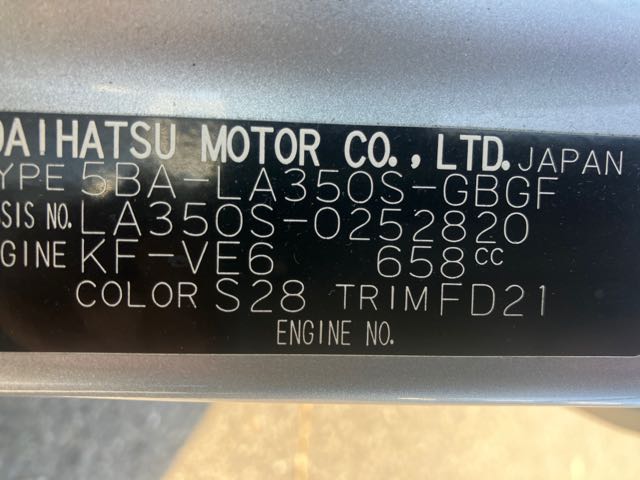 DAIHATSU MOTOR CO., LTD. JAPAN
TYPE 5BA-LA350S-GBGF
SIS NO. LA350S-0252820
GINE KF-VE6 658cc
COLOR S28 TRIM FD21
ENGINE NO.